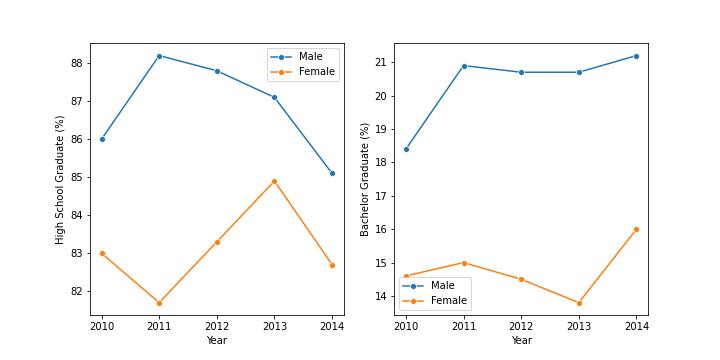 88
87
86
85
84
83
82
High School Graduate (%)
2010 2011 2012 2013 2014
Year
Male
Female
21
20
19
18
17
16
15
14
Bachelor Graduate (%)
2010 2011 2012 2013 2014
Year
Male
Female